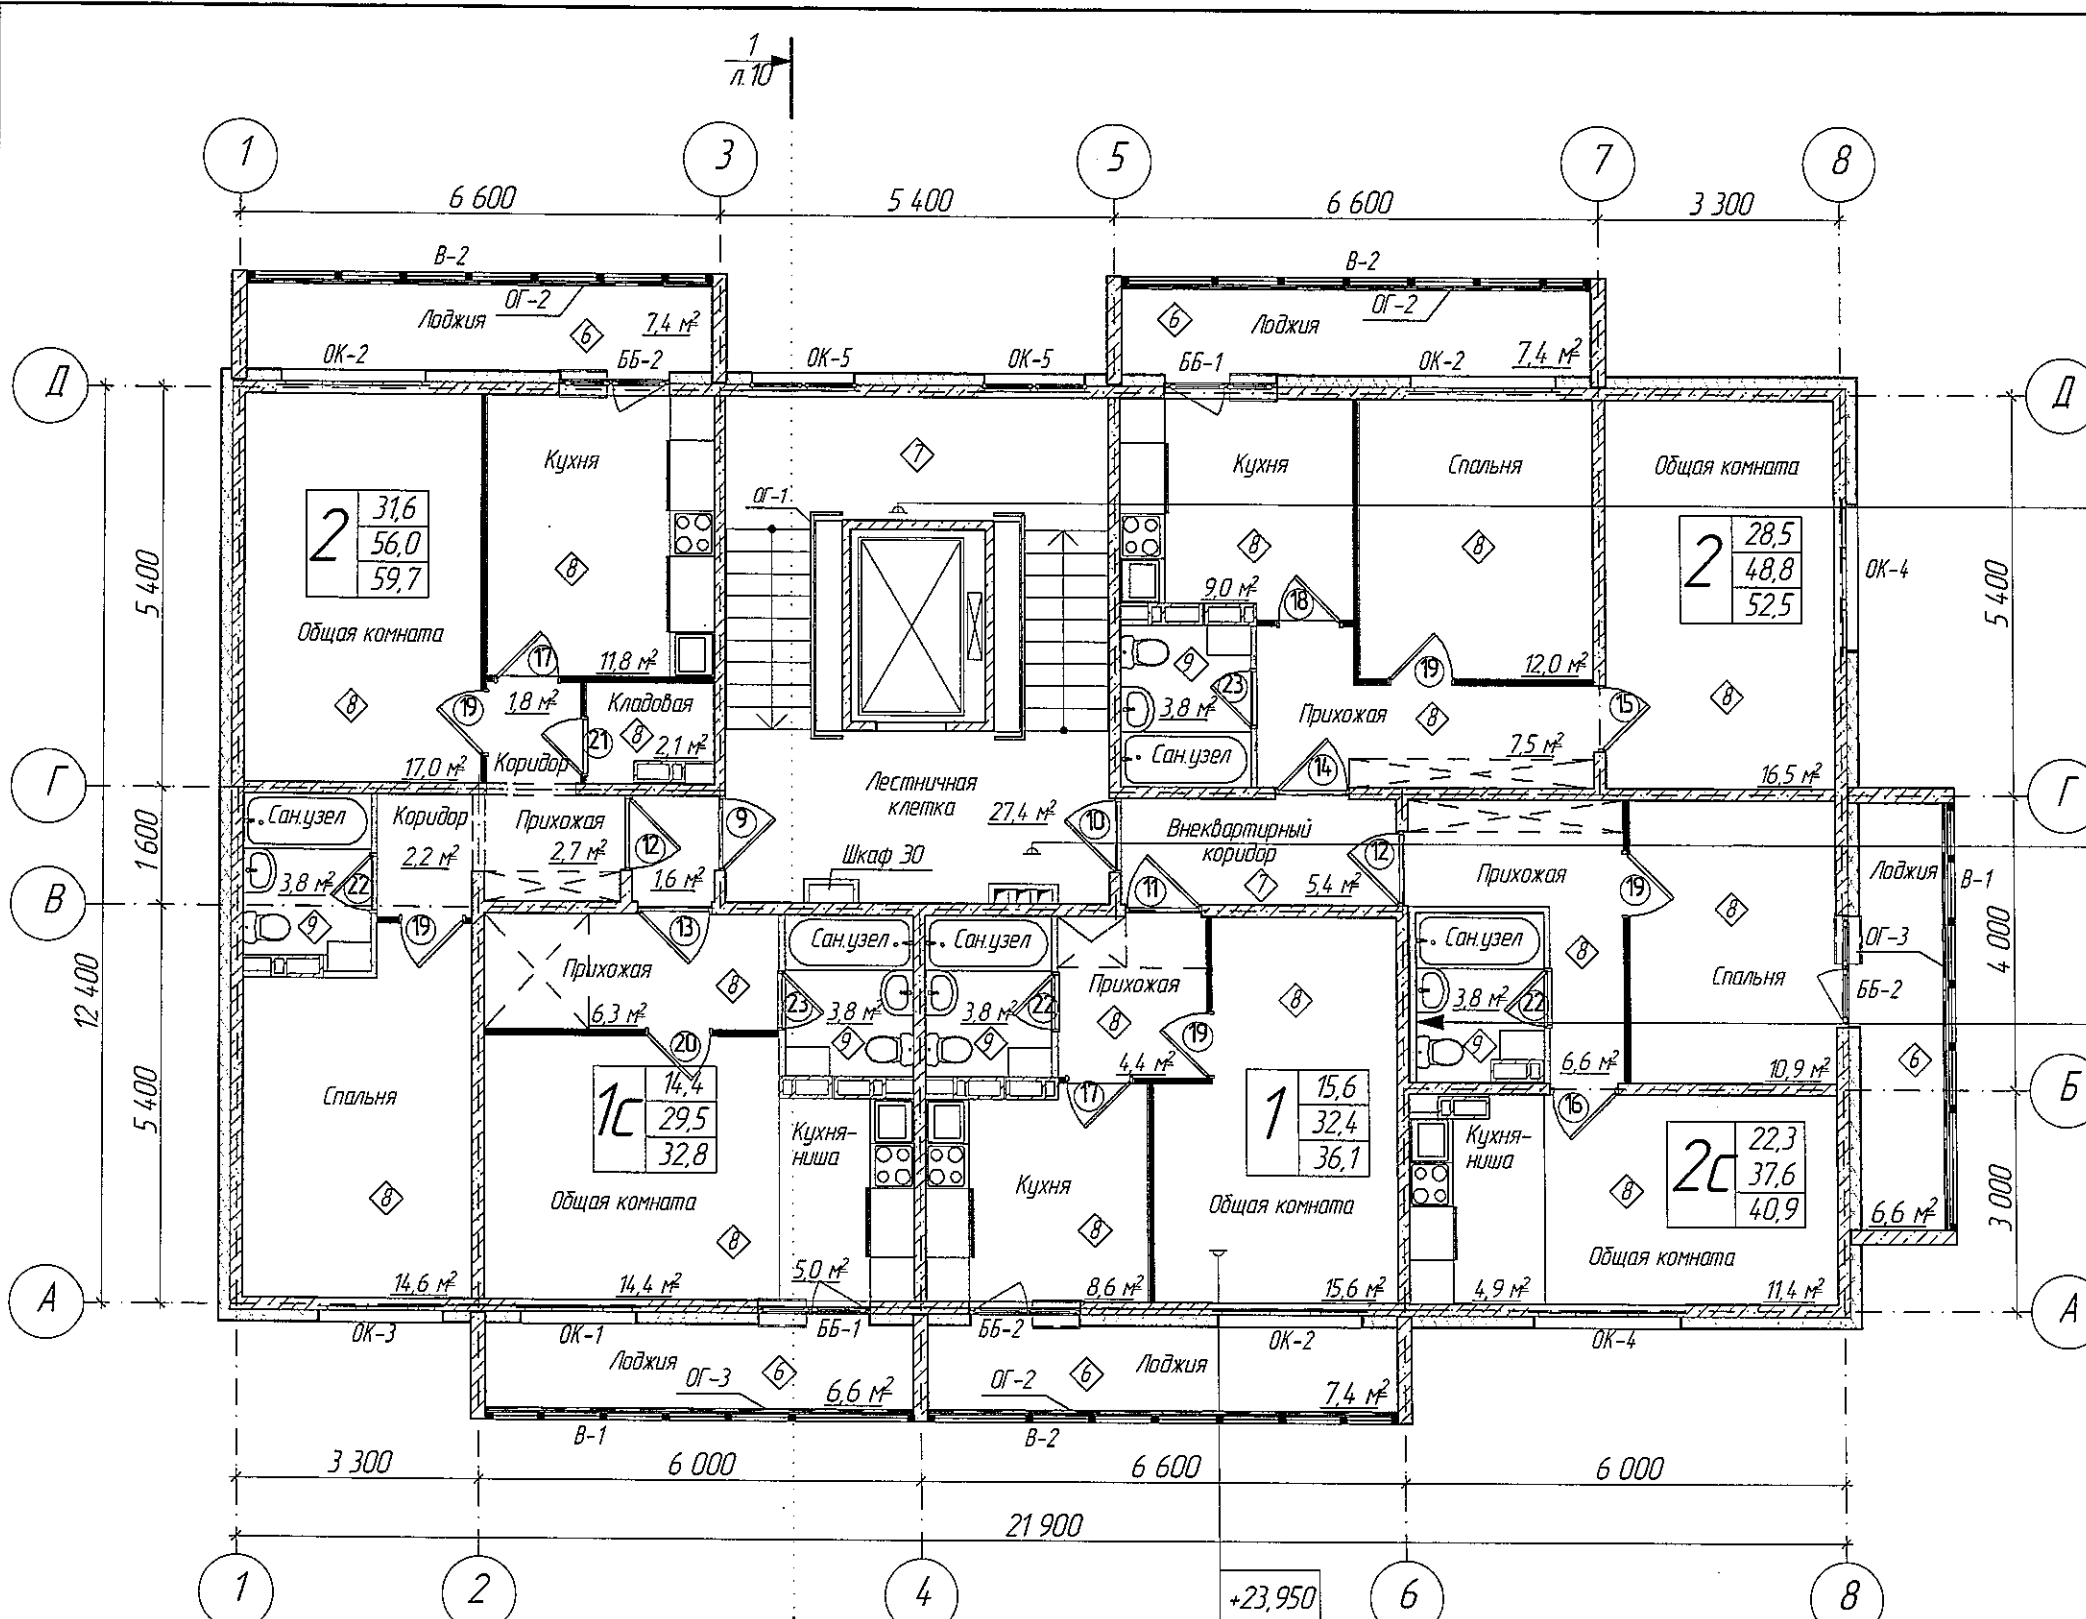 1
л.10
1
3
5
7
8
6 600
5 400
6 600
3 300
В-2
В-2
ОГ-2
ОГ-2
Лоджия
6
7,4 м²
6
Лоджия
7,4 м²
ОК-2
ББ-2
ОК-5
ОК-5
ББ-1
ОК-2
Д
Д
Кухня
7
Кухня
Спальня
Общая комната
2
31,6
56,0
59,7
ОГ-1
2
28,5
48,8
52,5
ОК-4
5 400
5 400
8
8
8
9,0 м²
18
Общая комната
17
11,8 м²
9
23
19
12,0 м²
8
19
1,8 м²
Кладовая
8
3,8 м²
Прихожая
8
15
8
21
2,1 м²
Сан.узел
14
7,5 м²
17,0 м²
Коридор
16,5 м²
Г
Г
Лестничная
клетка
27,4 м²
Сан.узел
Коридор
Прихожая
12
9
10
Внеквартирный
коридор
12
1 600
2,2 м²
2,7 м²
3,8 м²
22
1,6 м²
Шкаф ЭО
11
7
5,4 м²
Прихожая
19
8
Лоджия
В-1
В
9
19
13
Сан.узел
Сан.узел
Сан.узел
8
ОГ-3
4 000
12 400
Прихожая
8
6,3 м²
23
3,8 м²
9
3,8 м²
22
9
Прихожая
8
4,4 м²
19
8
3,8 м²
22
9
6,6 м²
Спальня
ББ-2
6
10,9 м²
20
17
16
Б
Спальня
1С
14,4
29,5
32,8
Кухня-
ниша
1
15,6
32,4
36,1
Кухня-
ниша
2С
22,3
37,6
40,9
5 400
3 000
8
Общая комната
8
Кухня
8
Общая комната
8
Общая комната
6,6 м²
14,6 м²
14,4 м²
5,0 м²
8,6 м²
15,6 м²
4,9 м²
11,4 м²
А
А
ОК-3
ОК-1
ББ-1
ББ-2
ОК-2
ОК-4
Лоджия
6
ОГ-3
6,6 м²
ОГ-2
6
Лоджия
7,4 м²
В-1
В-2
3 300
6 000
6 600
6 000
21 900
1
2
4
+23,950
6
8